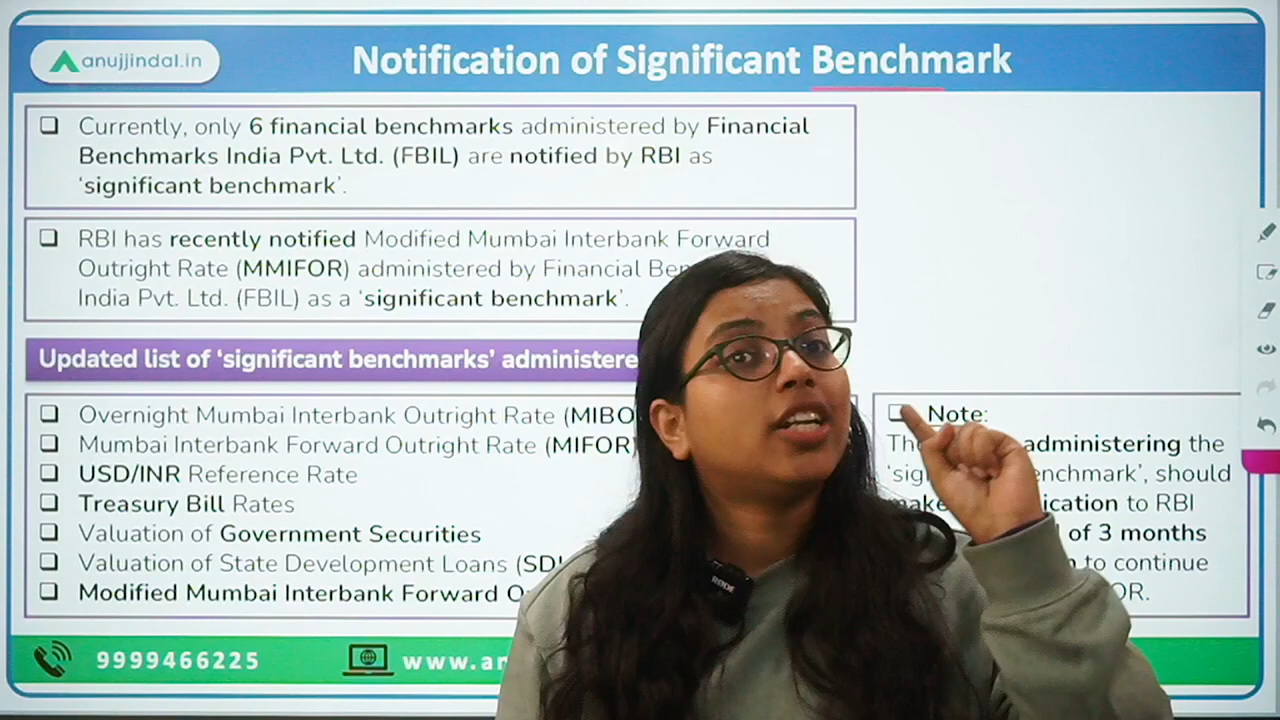 anujjindal.in
Notification of Significant Benchmark
Currently, only 6 financial benchmarks administered by Financial
Benchmarks India Pvt. Ltd. (FBIL) are notified by RBI as
‘significant benchmark’.
RBI has recently notified Modified Mumbai Interbank Forward
Outright Rate (MMIFOR) administered by Financial
India Pvt. Ltd. (FBIL) as a ‘significant benchmark’.
Updated list of ‘significant benchmarks’
Overnight Mumbai Interbank Outright Rate
Mumbai Interbank Forward Outright Rate (MIFOR)
USD/INR Reference Rate
Treasury Bill Rates
Valuation of Government Securities
Valuation of State Development Loans
Modified Mumbai Interbank Forward
Note:
administering the
should
to RBI
of 3 months
to continue
9999466225
RODE